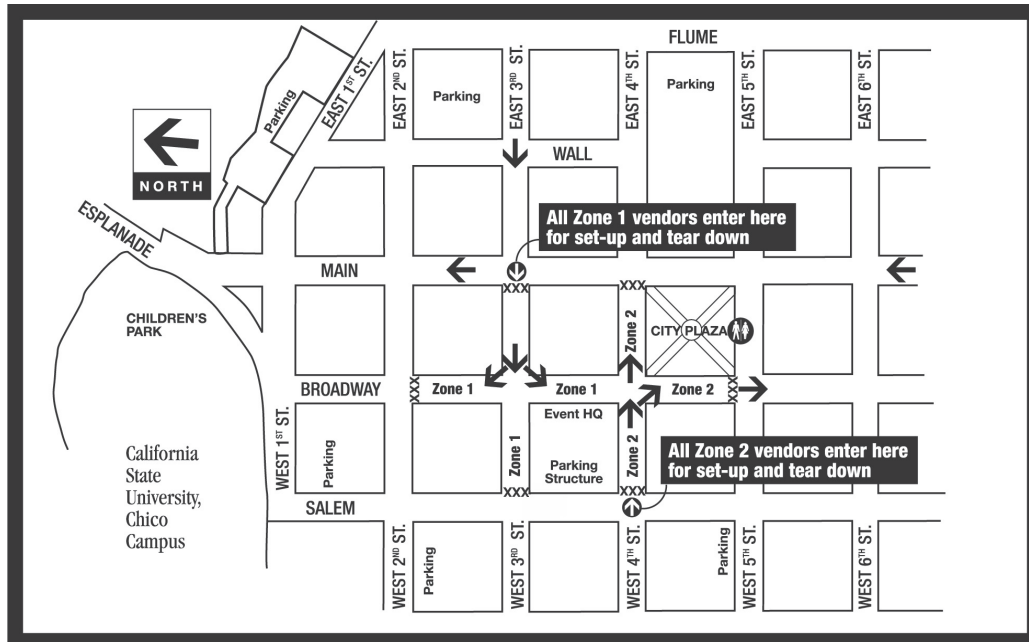 FLUME
EAST 1ST ST.
EAST 2ND ST.
EAST 3RD ST.
EAST 4TH ST.
EAST 5TH ST.
EAST 6TH ST.
Parking
Parking
Parking
NORTH
WALL
ESPLANADE
All Zone 1 vendors enter here
for set-up and tear down
MAIN
XXX
XXX
CHILDREN'S
PARK
Zone 2
CITY PLAZA
BROADWAY
XXX
Zone 1
Zone 1
Zone 2
XXX
WEST 1ST ST.
Parking
Zone 1
Event HQ
Parking
Structure
Zone 2
All Zone 2 vendors enter here
for set-up and tear down
California
State
University,
Chico
Campus
XXX
XXX
SALEM
WEST 2ND ST.
Parking
WEST 3RD ST.
WEST 4TH ST.
Parking
WEST 5TH ST.
WEST 6TH ST.